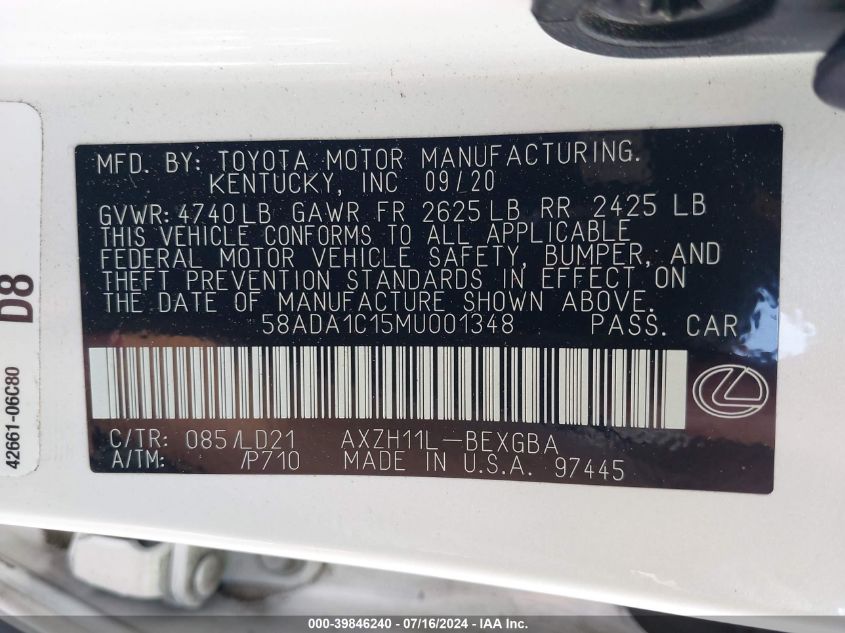 MFD. BY: TOYOTA MOTOR MANUFACTURING.
KENTUCKY, INC 09/20
GVWR: 4740 LB GAWR FR 2625 LB RR 2425 LB
THIS VEHICLE CONFORMS TO ALL APPLICABLE
FEDERAL MOTOR VEHICLE SAFETY, BUMPER, AND
THEFT PREVENTION STANDARDS IN EFFECT ON
THE DATE OF MANUFACTURE SHOWN ABOVE.
58ADA1C15MU001348 PASS. CAR
C/TR: 085/LD21 AXZH11L-BEXGBA
A/TM: /P710 MADE IN U.S.A. 97445
D8
42661-06C80
000-39846240 - 07/16/2024 - © IAA, Inc.